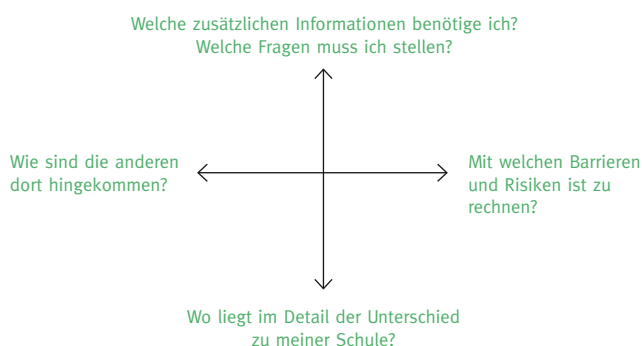 Welche zusätzlichen Informationen benötige ich?
Welche Fragen muss ich stellen?
Wie sind die anderen
dort hingekommen?
Mit welchen Barrieren
und Risiken ist zu
rechnen?
Wo liegt im Detail der Unterschied
zu meiner Schule?